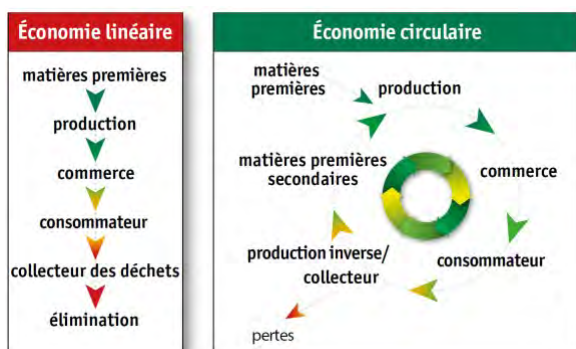 Économie linéaire
matières premières
production
commerce
consommateur
collecteur des déchets
élimination
Économie circulaire
matières
premières
production
commerce
consommateur
production inverse/
collecteur
pertes
matières premières
secondaires